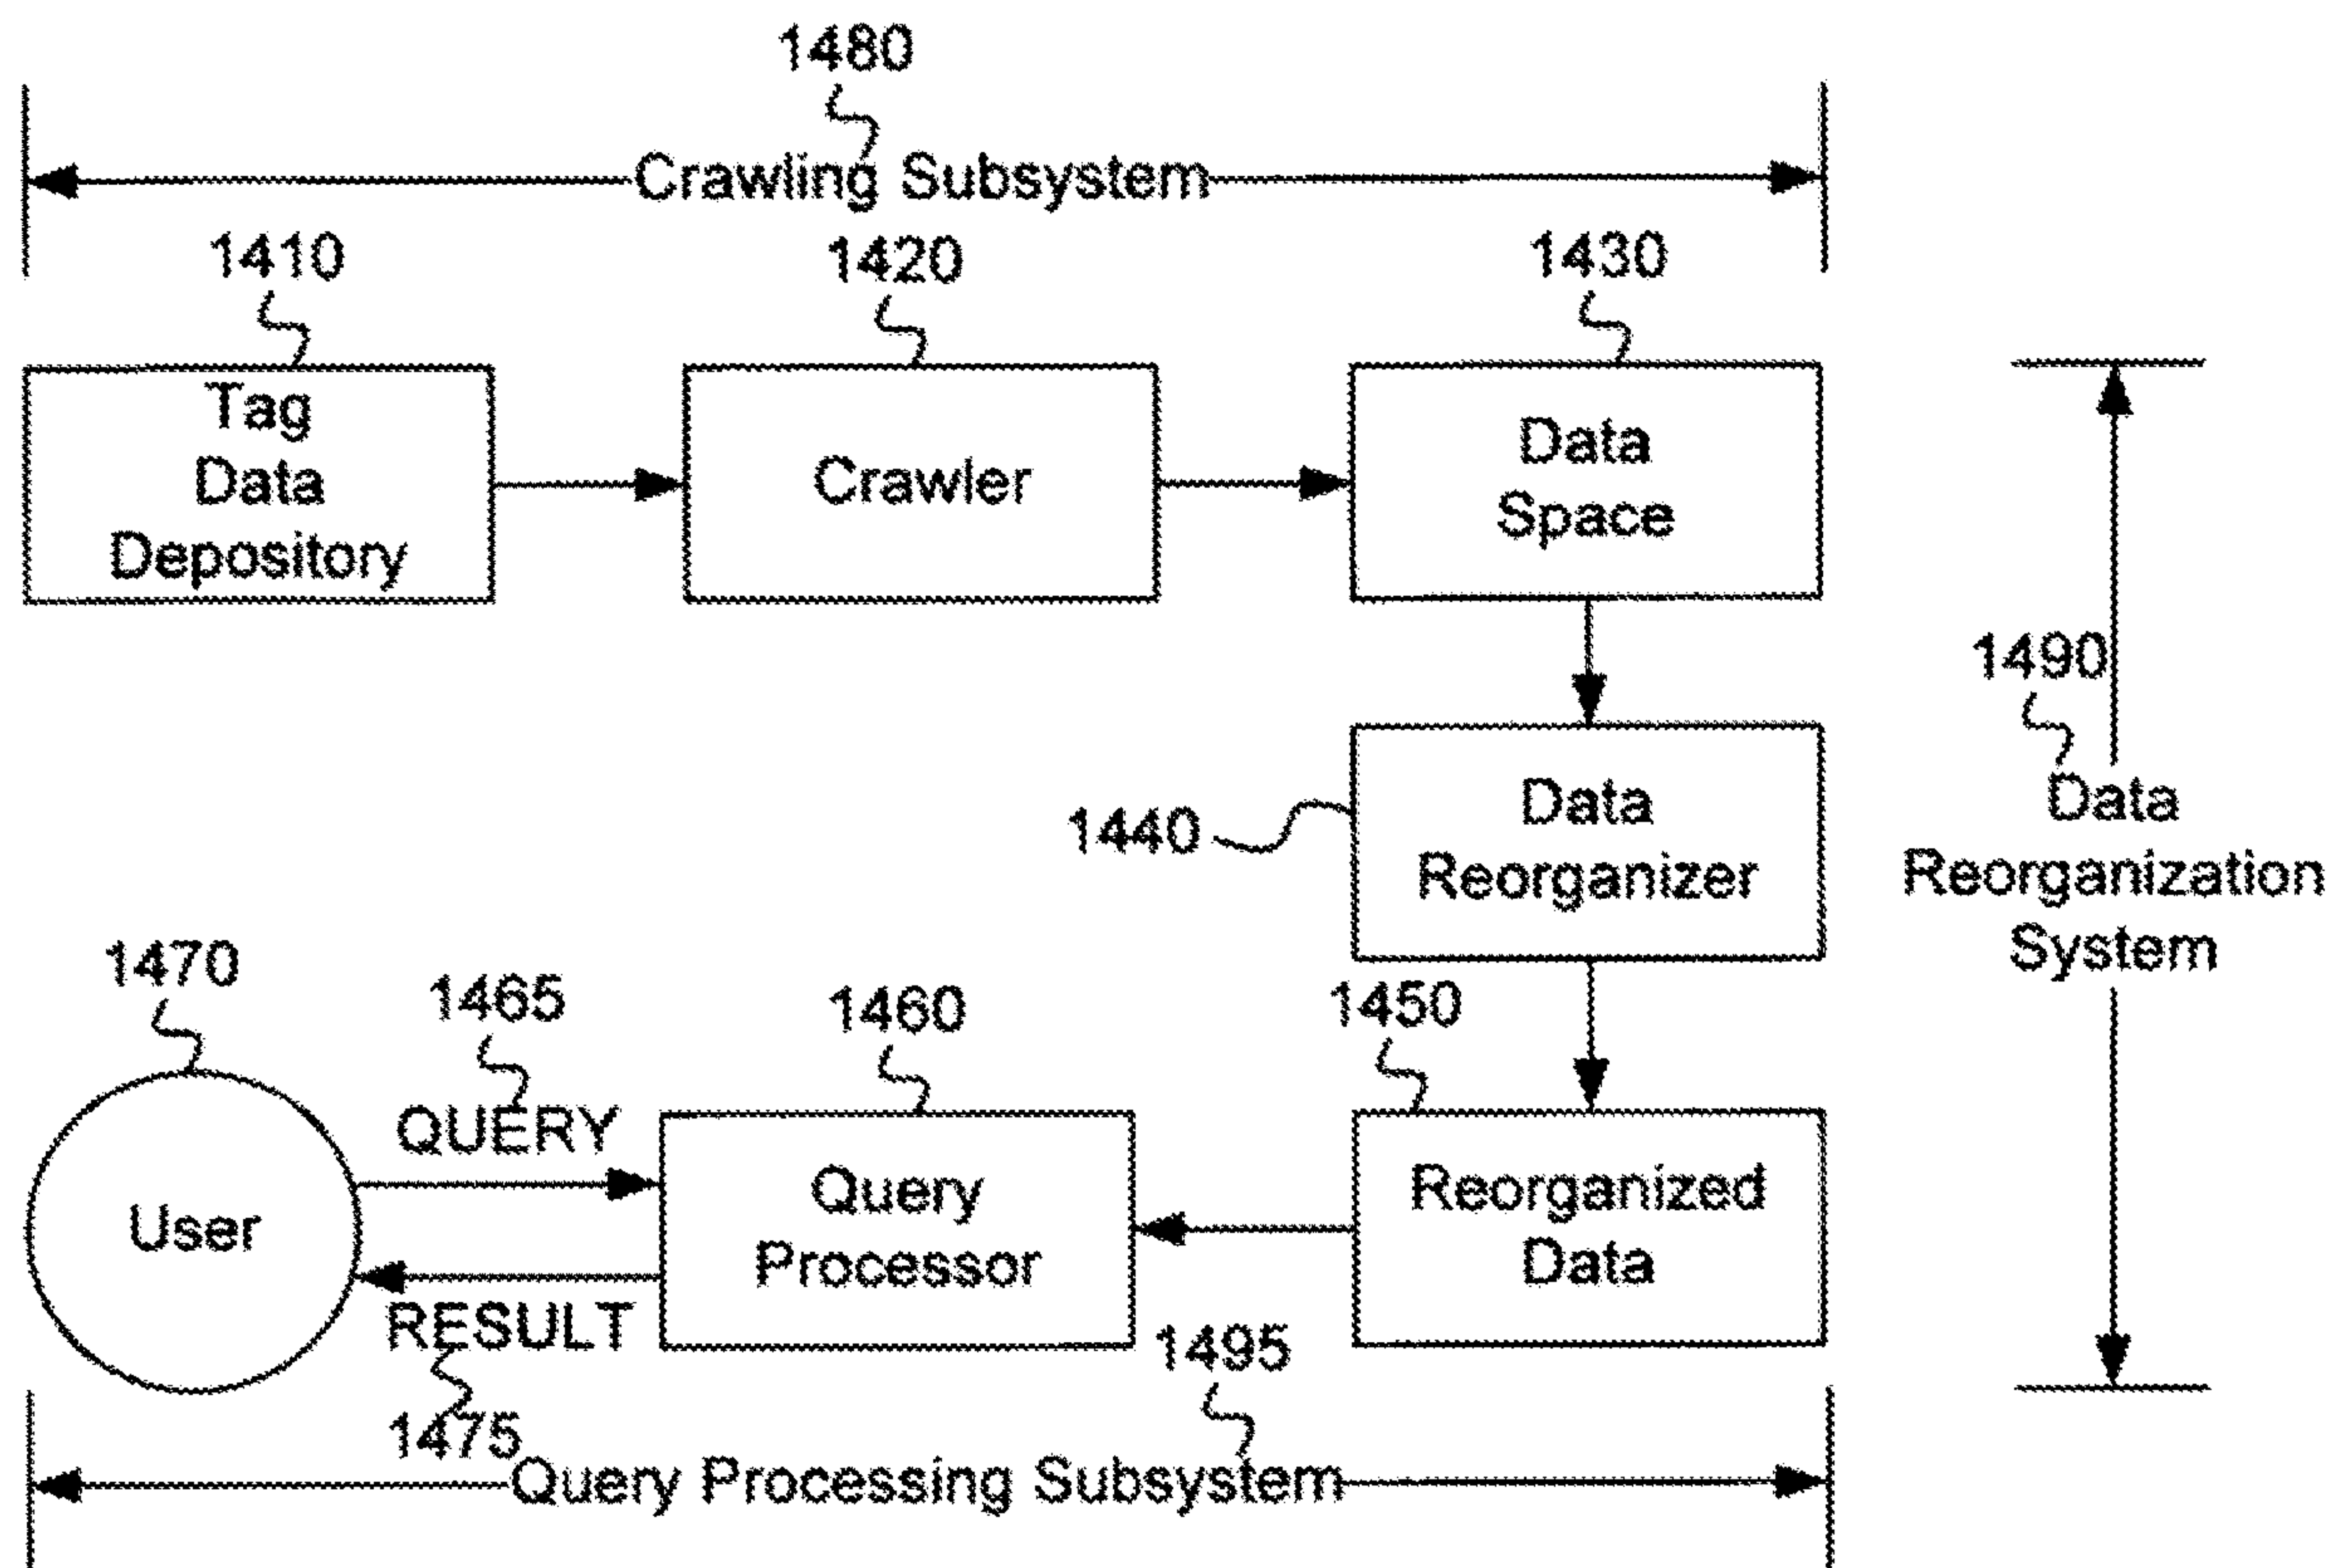 1480
Crawling Subsystem
1410
1420
1430
Tag
Data
Depository
Crawler
Data
Space
1490
Data
Reorganization
System
1440
Data
Reorganizer
1470
1465
1460
1450
QUERY
User
Query
Processor
Reorganized
Data
RESULT
1495
1475
Query Processing Subsystem